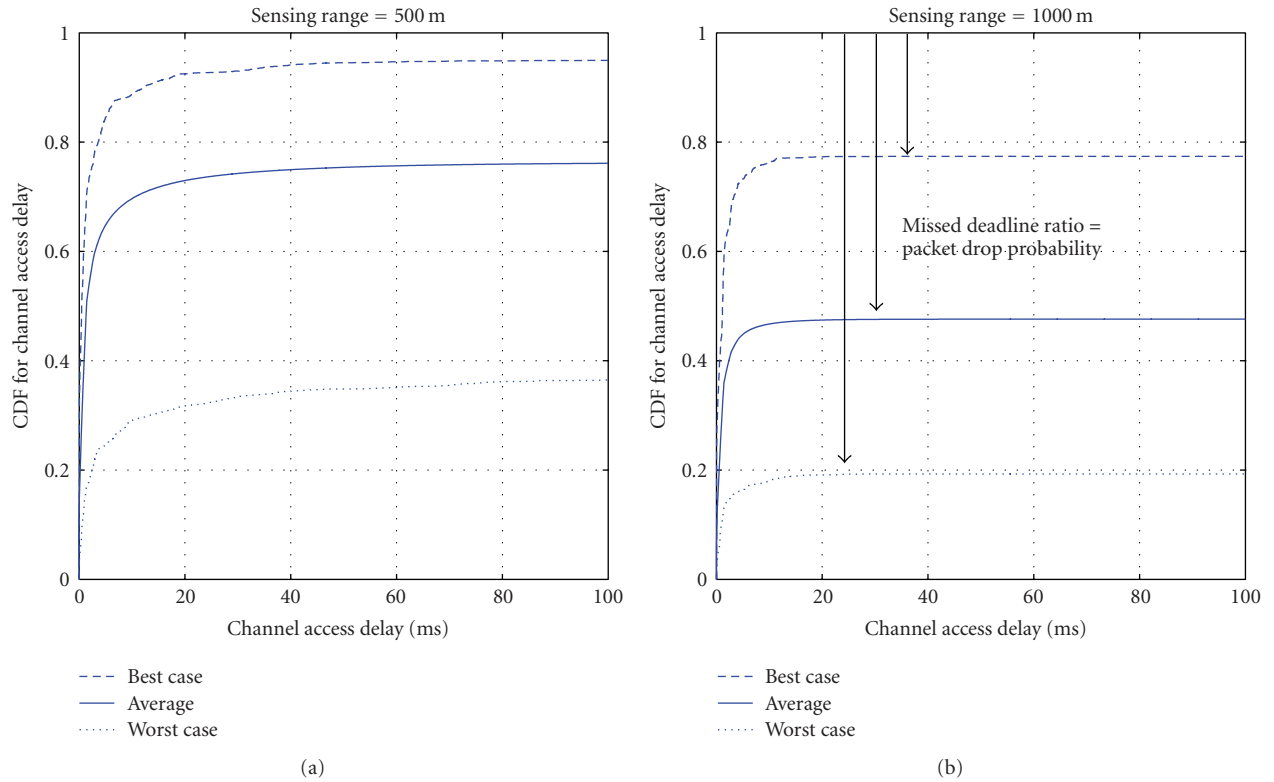 Sensing range = 500 m
1
0.8
0.6
0.4
0.2
0
CDF for channel access delay
0 20 40 60 80 100
Channel access delay (ms)
Best case
Average
Worst case
(a)
Sensing range = 1000 m
1
0.8
0.6
0.4
0.2
0
CDF for channel access delay
Missed deadline ratio =
packet drop probability
0 20 40 60 80 100
Channel access delay (ms)
Best case
Average
Worst case
(b)